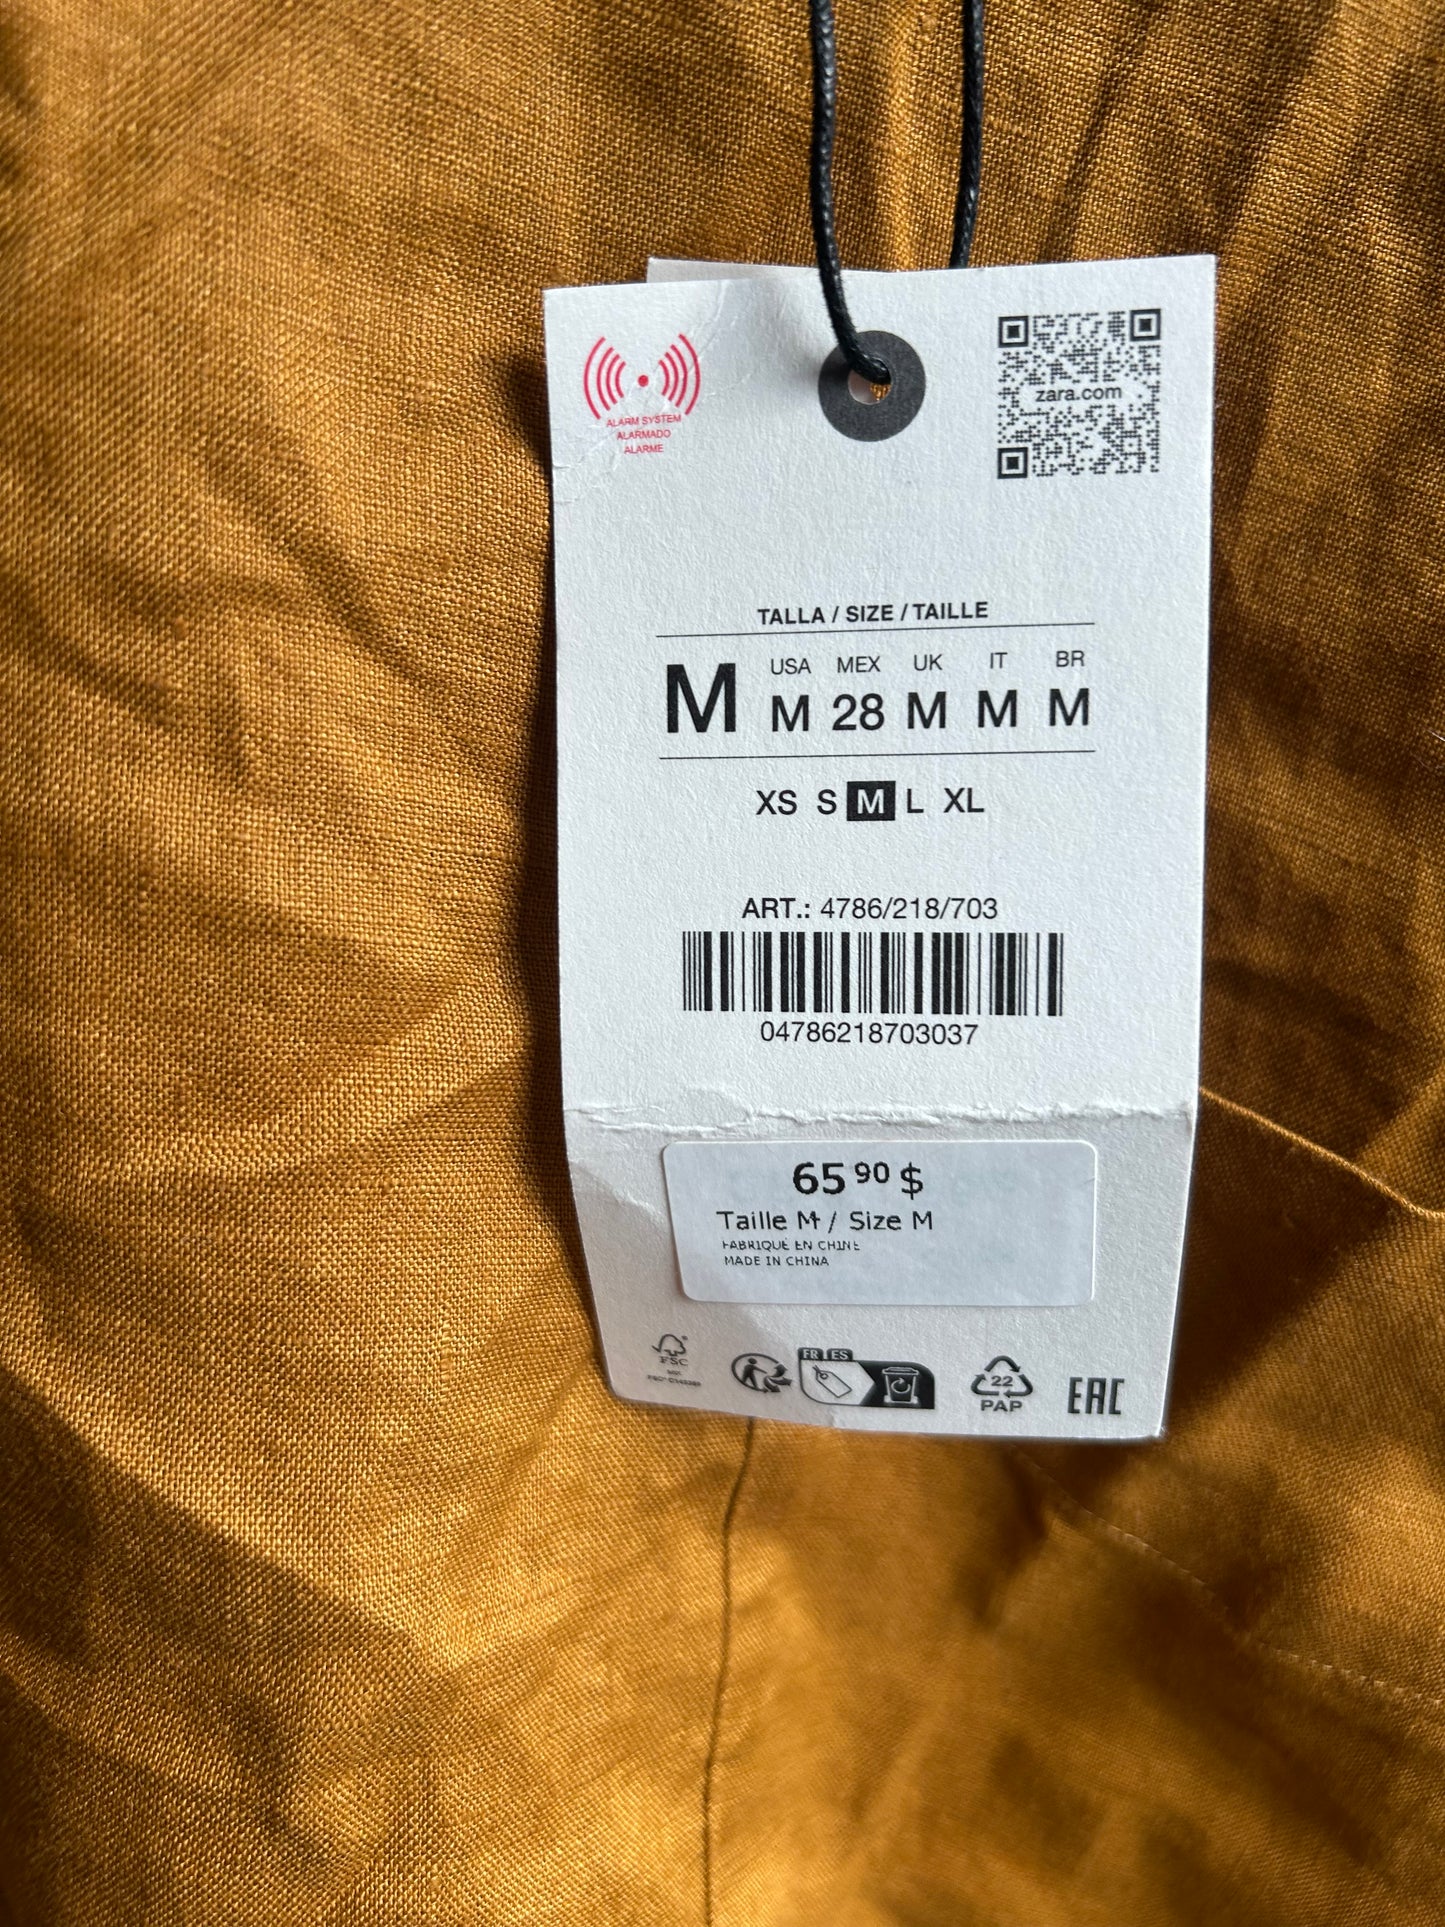 ALARM SYSTEM
ALARMADO
ALARME
zara.com
TALLA / SIZE / TAILLE
M
USA MEX UK IT BR
M 28 M M M
XS S M L XL
ART.: 4786/218/703
04786218703037
65 90 $
Taille M / Size M
FABRIQUÉ EN CHINE
MADE IN CHINA
FSC
FR ES
22
PAP
EAC